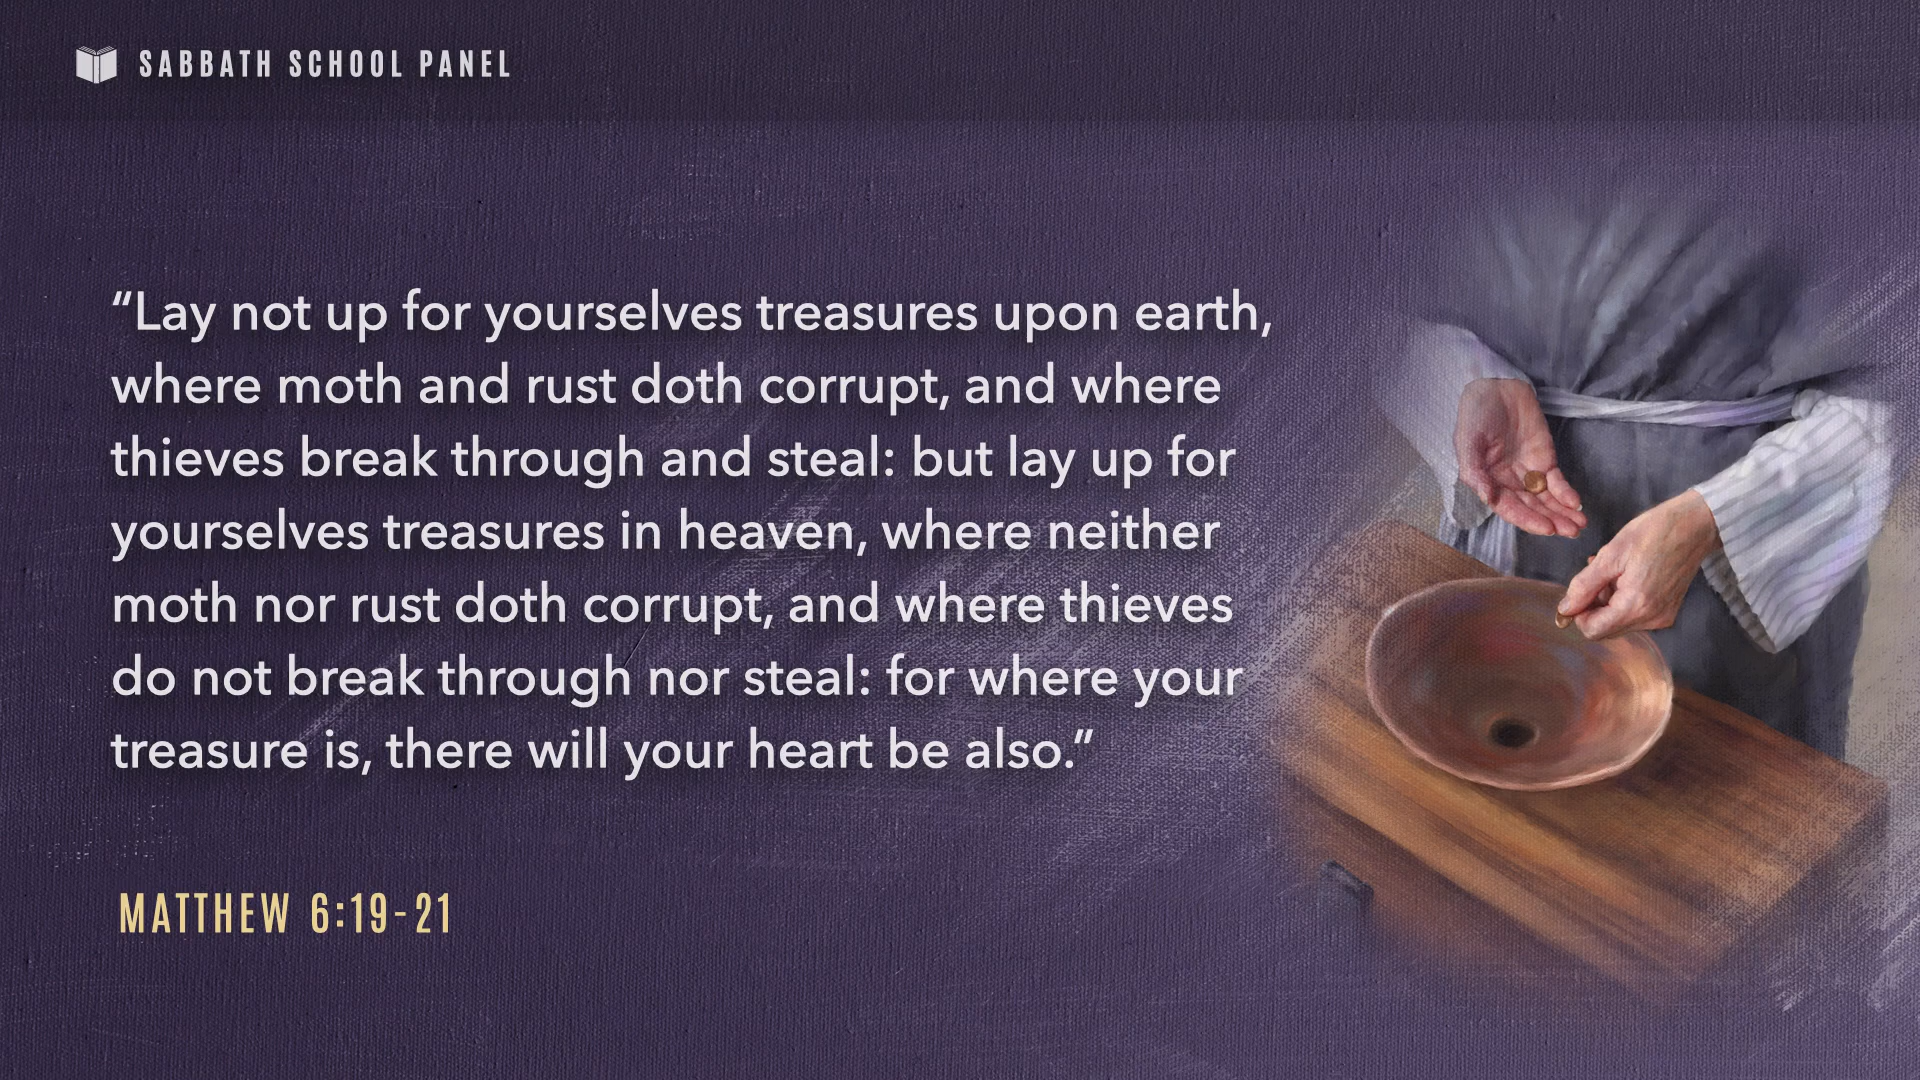 SABBATH SCHOOL PANEL
“Lay not up for yourselves treasures upon earth,
where moth and rust doth corrupt, and where
thieves break through and steal: but lay up for
yourselves treasures in heaven, where neither
moth nor rust doth corrupt, and where thieves
do not break through nor steal: for where your
treasure is, there will your heart be also.”
MATTHEW 6:19-21